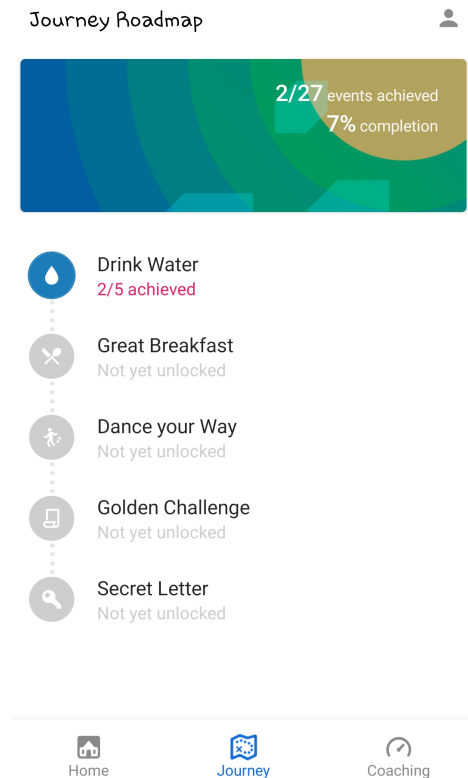 Journey Roadmap
2/27 events achieved
7% completion
Drink Water
2/5 achieved
Great Breakfast
Not yet unlocked
Dance your Way
Not yet unlocked
Golden Challenge
Not yet unlocked
Secret Letter
Not yet unlocked
Home
Journey
Coaching